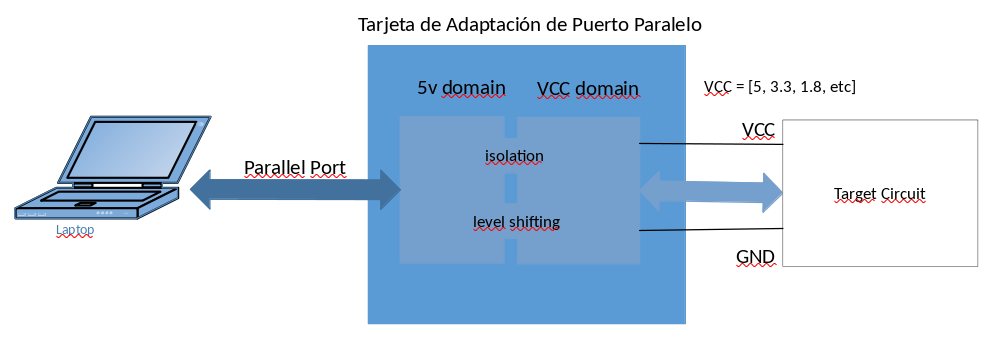 Tarjeta de Adaptación de Puerto Paralelo
5v domain
VCC domain
VCC = [5, 3.3, 1.8, etc]
VCC
isolation
Parallel Port
Target Circuit
level shifting
Laptop
GND